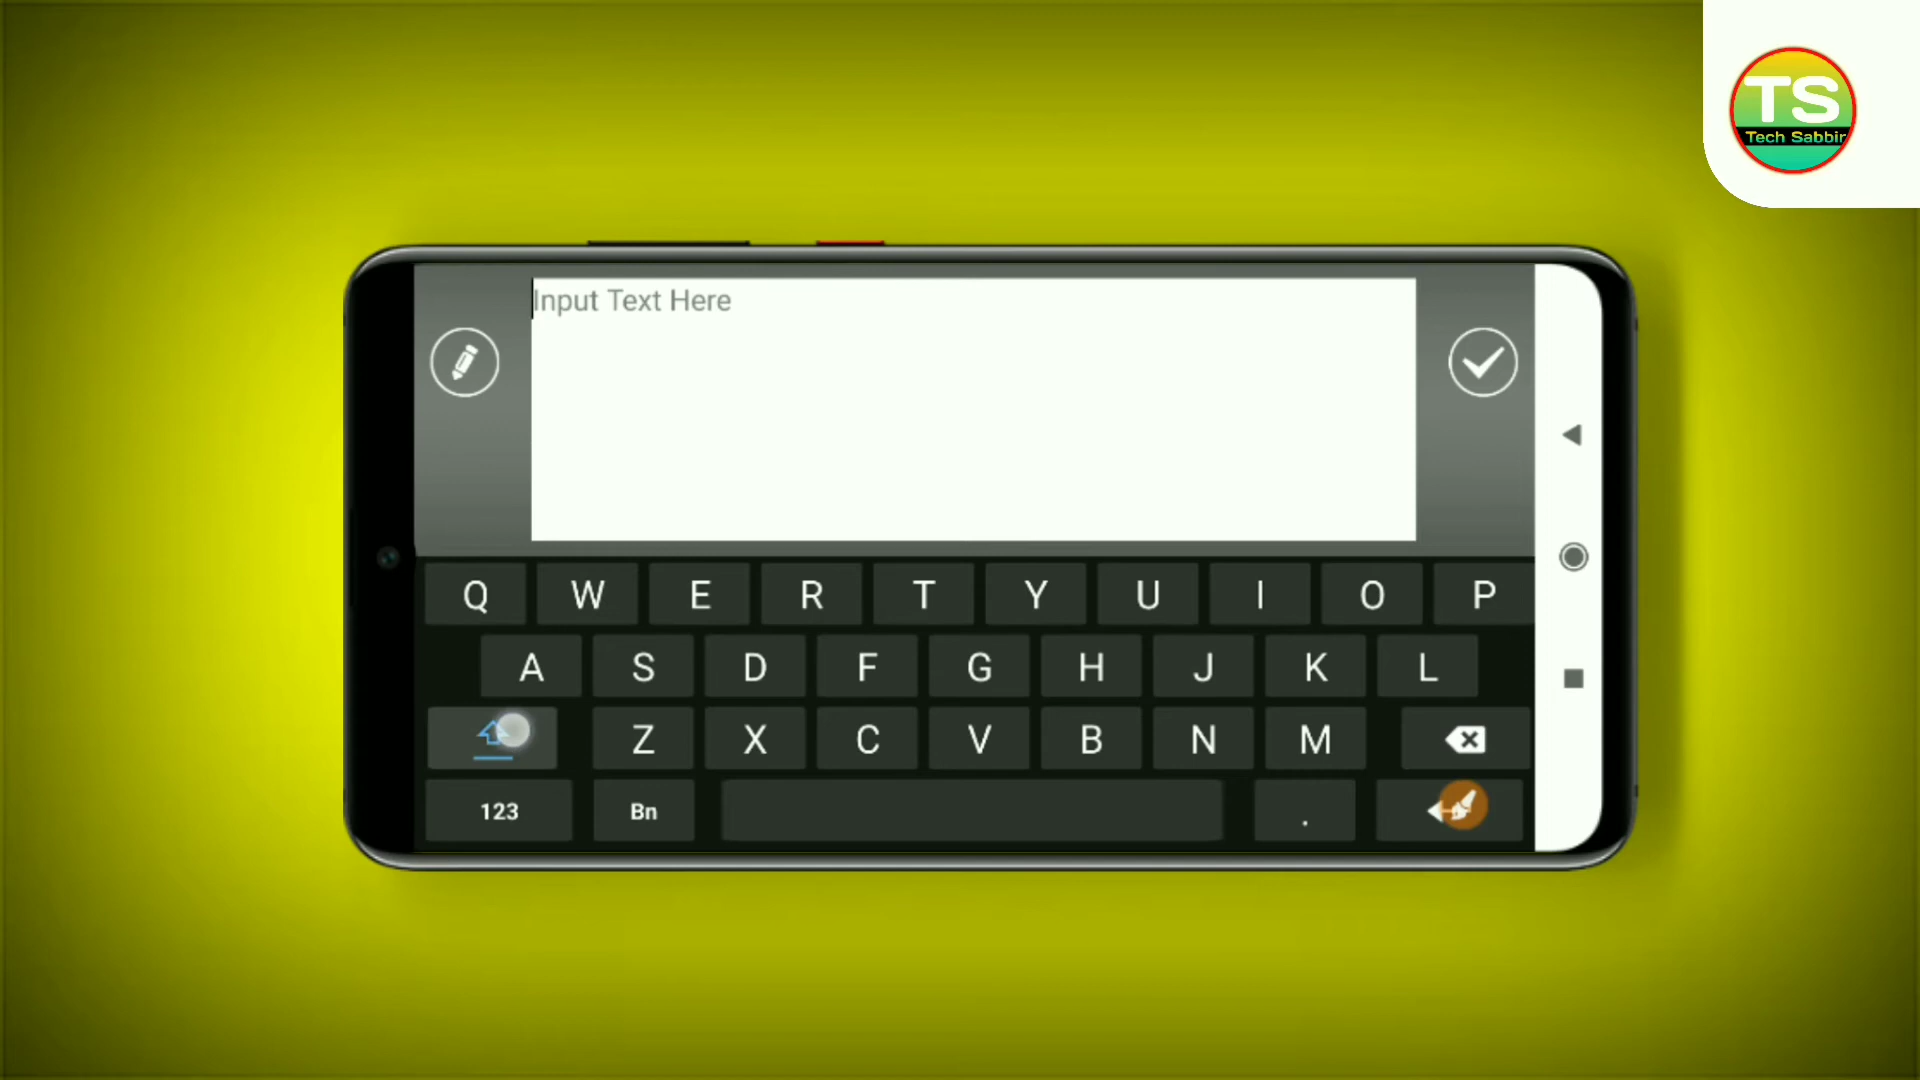 TS
Tech Sabbir
Input Text Here
Q W E R T Y U I O P
A S D F G H J K L
Z X C V B N M
123 Bn .